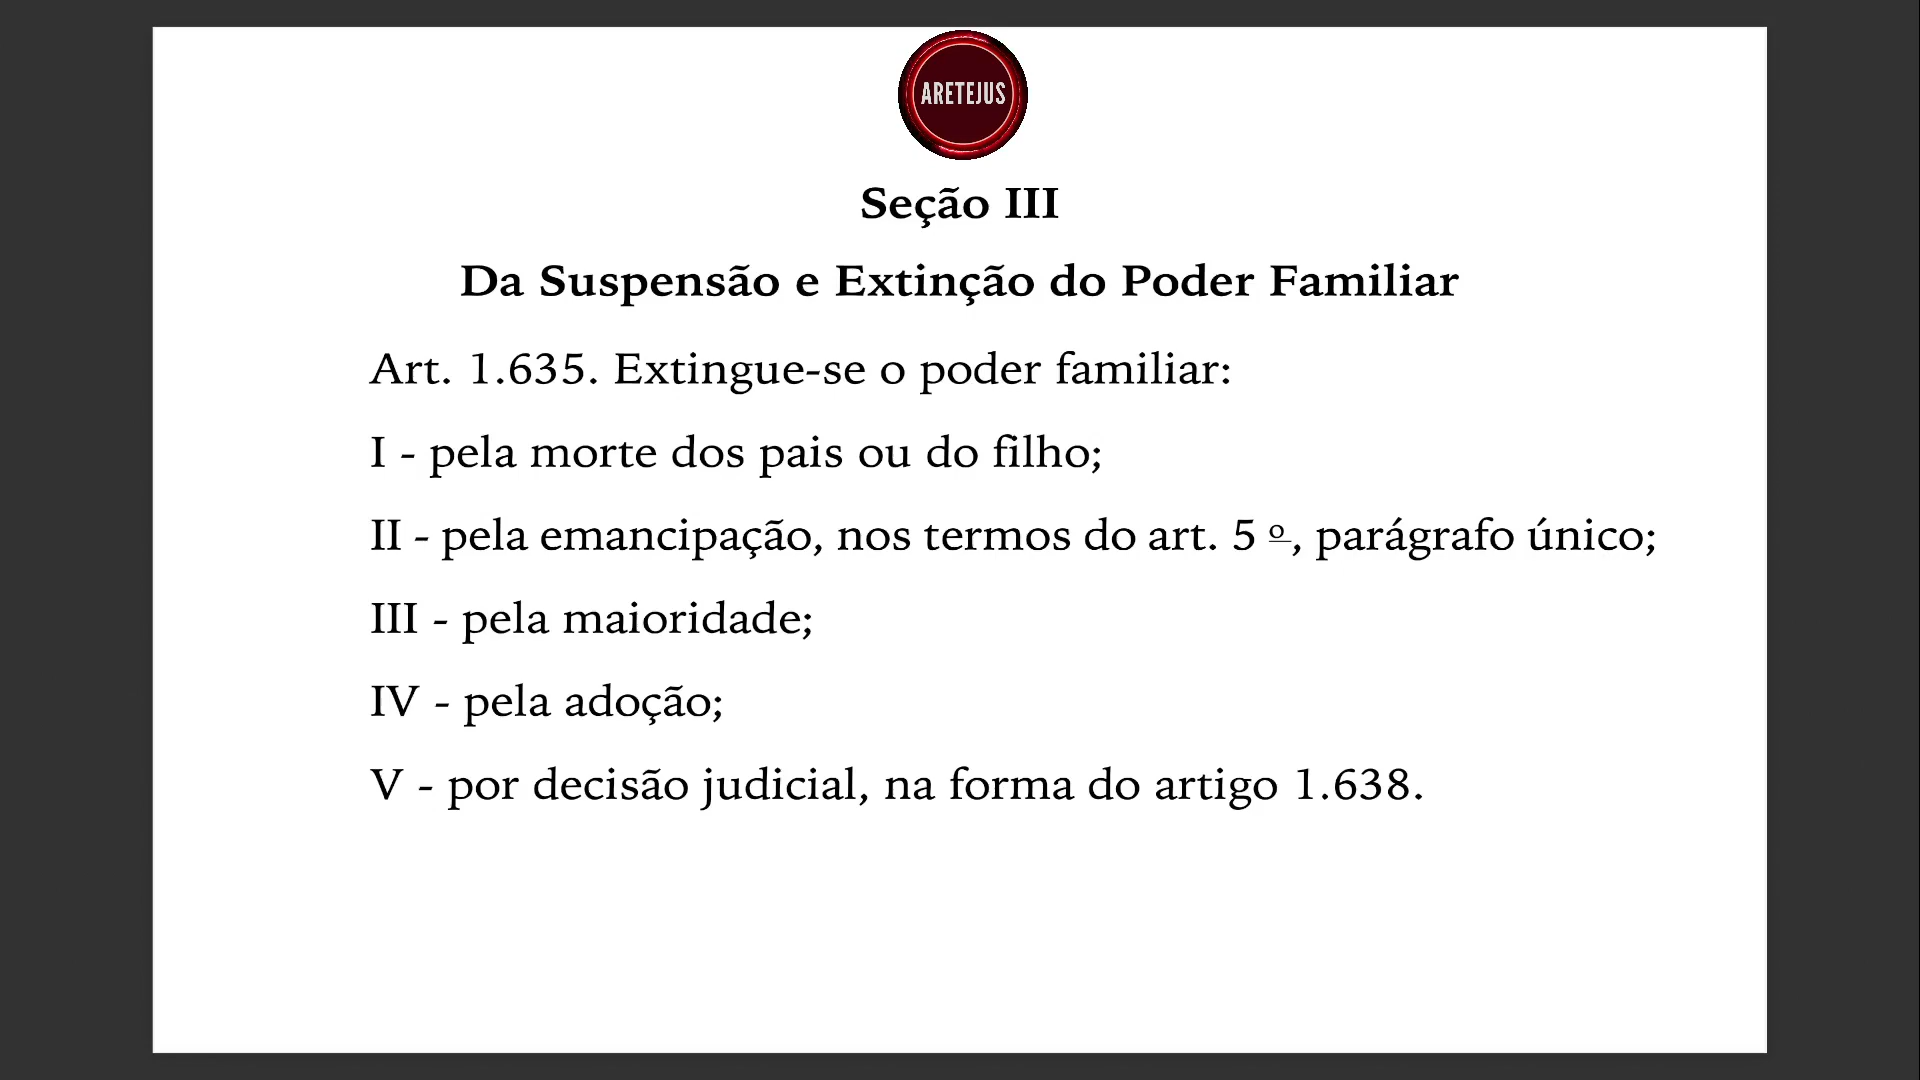 ARETEJUS
Seção III
Da Suspensão e Extinção do Poder Familiar
Art. 1.635. Extingue-se o poder familiar:
I - pela morte dos pais ou do filho;
II - pela emancipação, nos termos do art. 5 º, parágrafo único;
III - pela maioridade;
IV - pela adoção;
V - por decisão judicial, na forma do artigo 1.638.